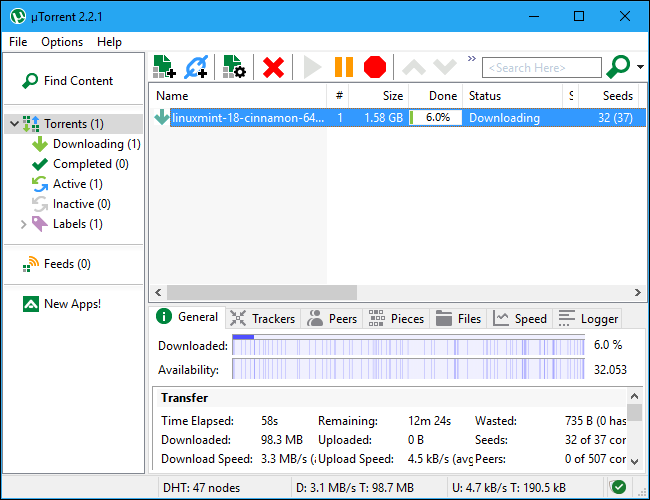 µTorrent 2.2.1
File Options Help
Find Content
<Search Here>
Torrents (1)
Downloading (1)
Completed (0)
Active (1)
Inactive (0)
Labels (1)
Feeds (0)
New Apps!
Name # Size Done Status S Seeds
linuxmint-18-cinnamon-64... 1 1.58 GB 6.0% Downloading 32 (37)
General Trackers Peers Pieces Files Speed Logger
Downloaded: 6.0 %
Availability: 32.053
Transfer
Time Elapsed: 58s Remaining: 12m 24s Wasted: 735 B (0 has
Downloaded: 98.3 MB Uploaded: 0 B Seeds: 32 of 37 cor
Download Speed: 3.3 MB/s (a Upload Speed: 4.5 kB/s (avg Peers: 0 of 507 cor
DHT: 47 nodes D: 3.1 MB/s T: 98.7 MB U: 4.7 kB/s T: 190.5 kB